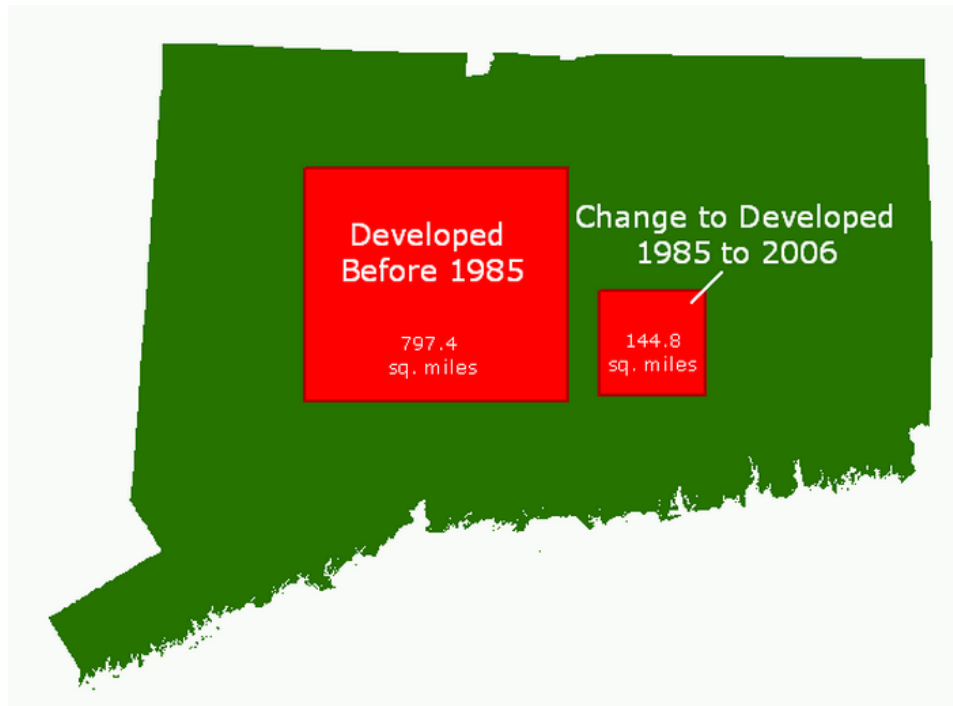 Developed
Before 1985
797.4
sq. miles
Change to Developed
1985 to 2006
144.8
sq. miles